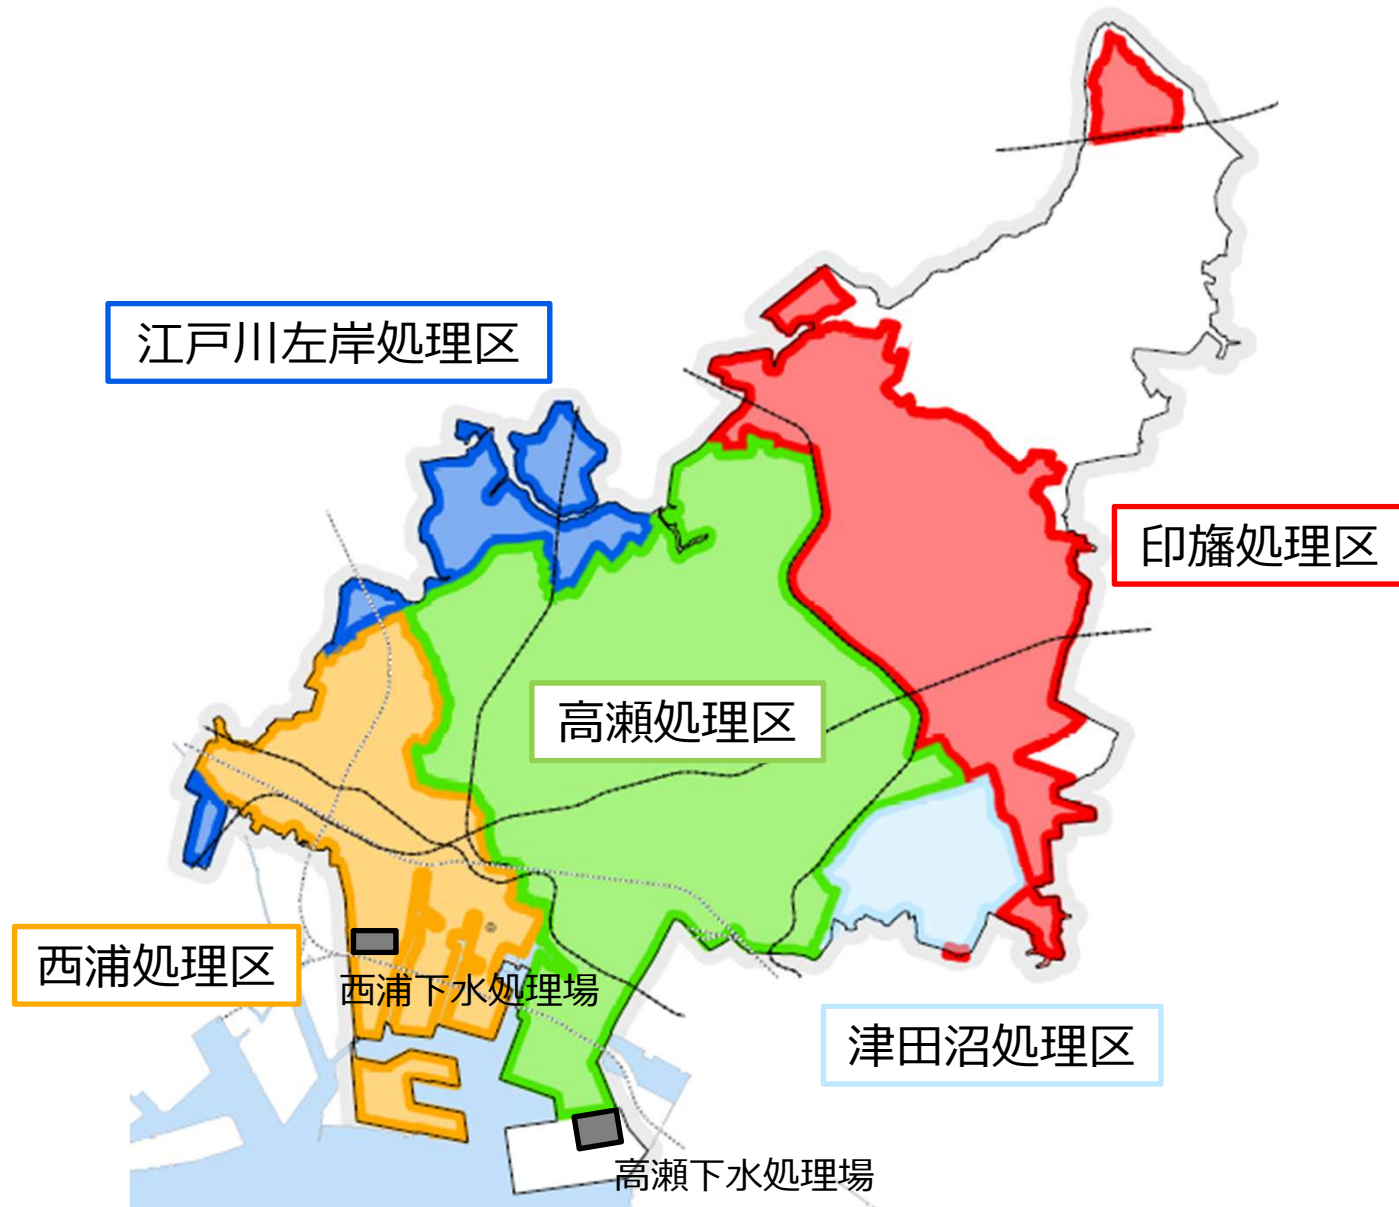 江戸川左岸処理区
印旛処理区
高瀬処理区
西浦処理区
西浦下水処理場
津田沼処理区
高瀬下水処理場